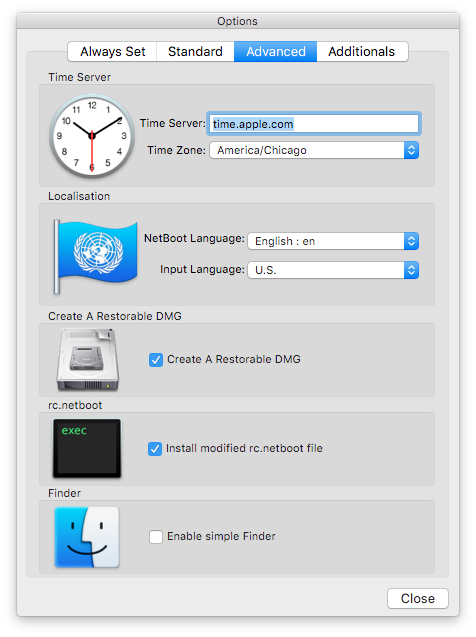 Options
Always Set Standard Advanced Additionals
Time Server
12 1 2 3 4 5 6 7 8 9 10 11
Time Server: time.apple.com
Time Zone: America/Chicago
Localisation
NetBoot Language: English : en
Input Language: U.S.
Create A Restorable DMG
Create A Restorable DMG
rc.netboot
exec
Install modified rc.netboot file
Finder
Enable simple Finder
Close